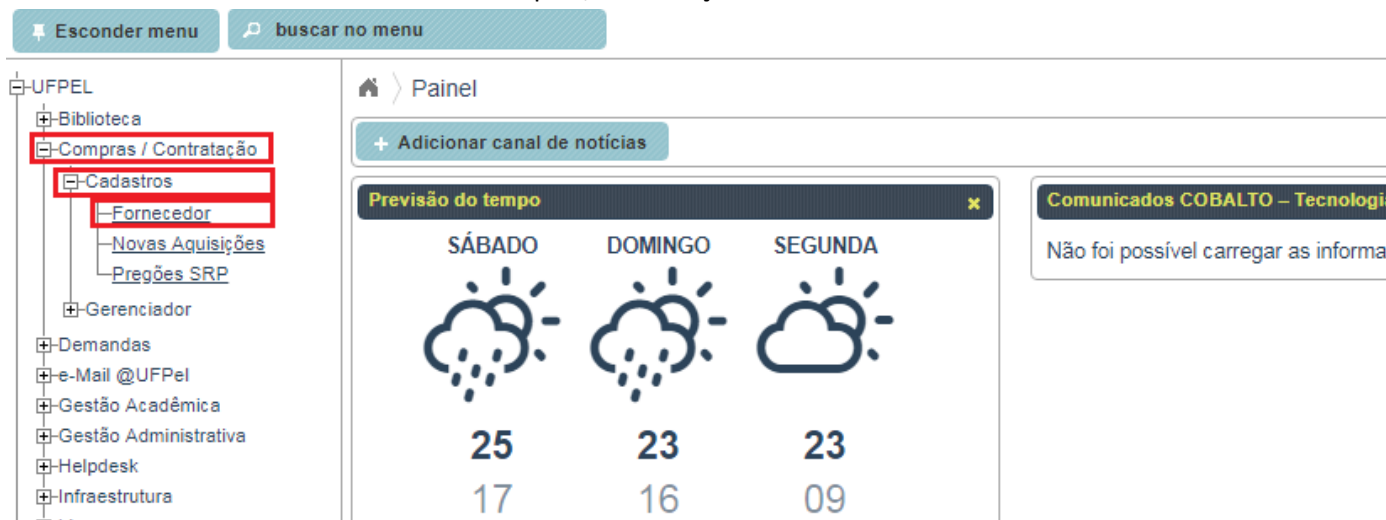 Esconder menu
buscar no menu
UFPEL
Biblioteca
Compras / Contratação
Cadastros
Fornecedor
Novas Aquisições
Pregões SRP
Gerenciador
Demandas
e-Mail @UFPel
Gestão Acadêmica
Gestão Administrativa
Helpdesk
Infraestrutura
Painel
+ Adicionar canal de notícias
Previsão do tempo
SÁBADO DOMINGO SEGUNDA
25 23 23
17 16 09
Comunicados COBALTO – Tecnologi
Não foi possível carregar as informa